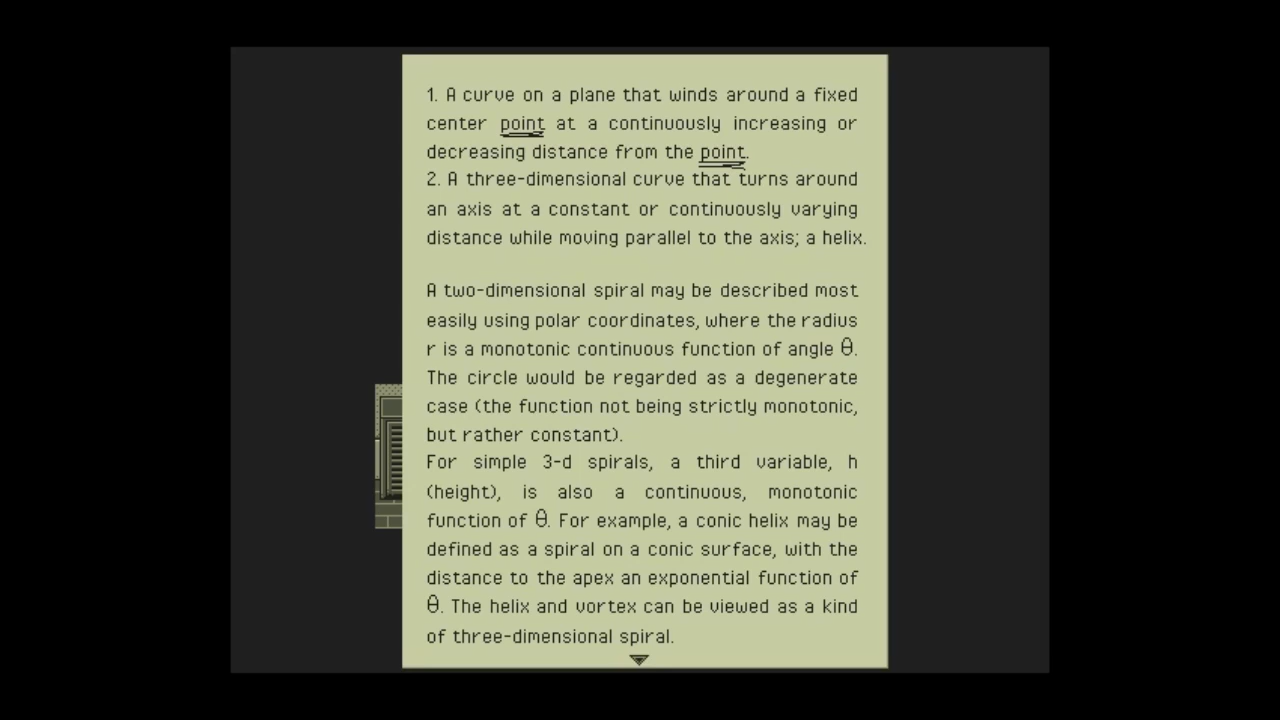 1. A curve on a plane that winds around a fixed
center point at a continuously increasing or
decreasing distance from the point.
2. A three-dimensional curve that turns around
an axis at a constant or continuously varying
distance while moving parallel to the axis; a helix.
A two-dimensional spiral may be described most
easily using polar coordinates, where the radius
r is a monotonic continuous function of angle θ.
The circle would be regarded as a degenerate
case (the function not being strictly monotonic,
but rather constant).
For simple 3-d spirals, a third variable, h
(height), is also a continuous, monotonic
function of θ. For example, a conic helix may be
defined as a spiral on a conic surface, with the
distance to the apex an exponential function of
θ. The helix and vortex can be viewed as a kind
of three-dimensional spiral.